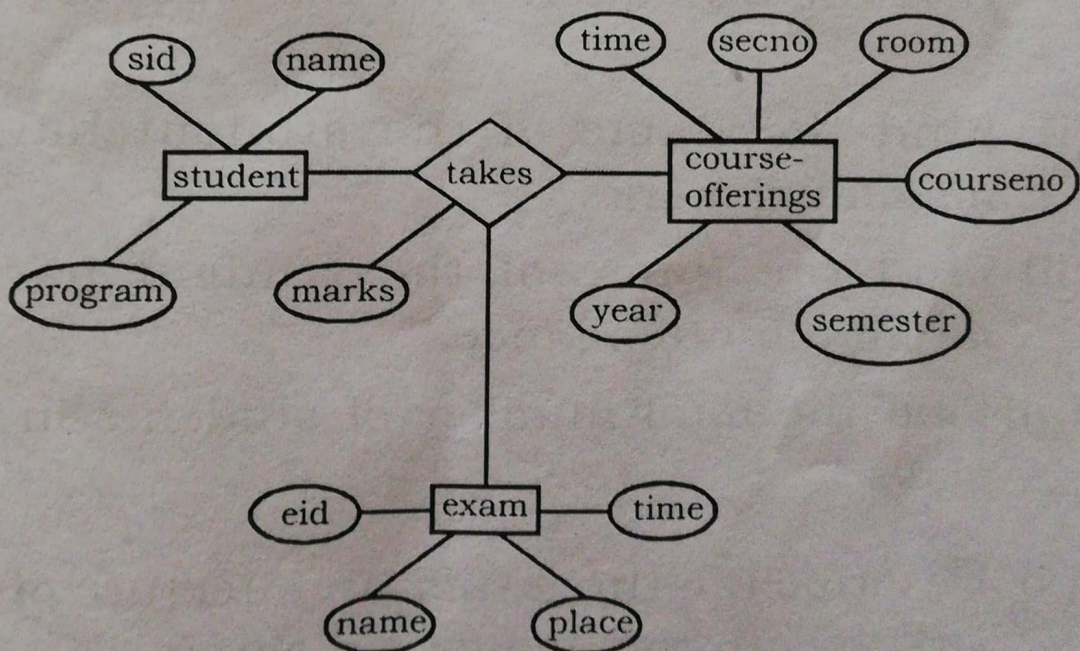 time
secno
room
sid
name
student
takes
course-
offerings
courseno
program
marks
year
semester
eid
exam
time
name
place